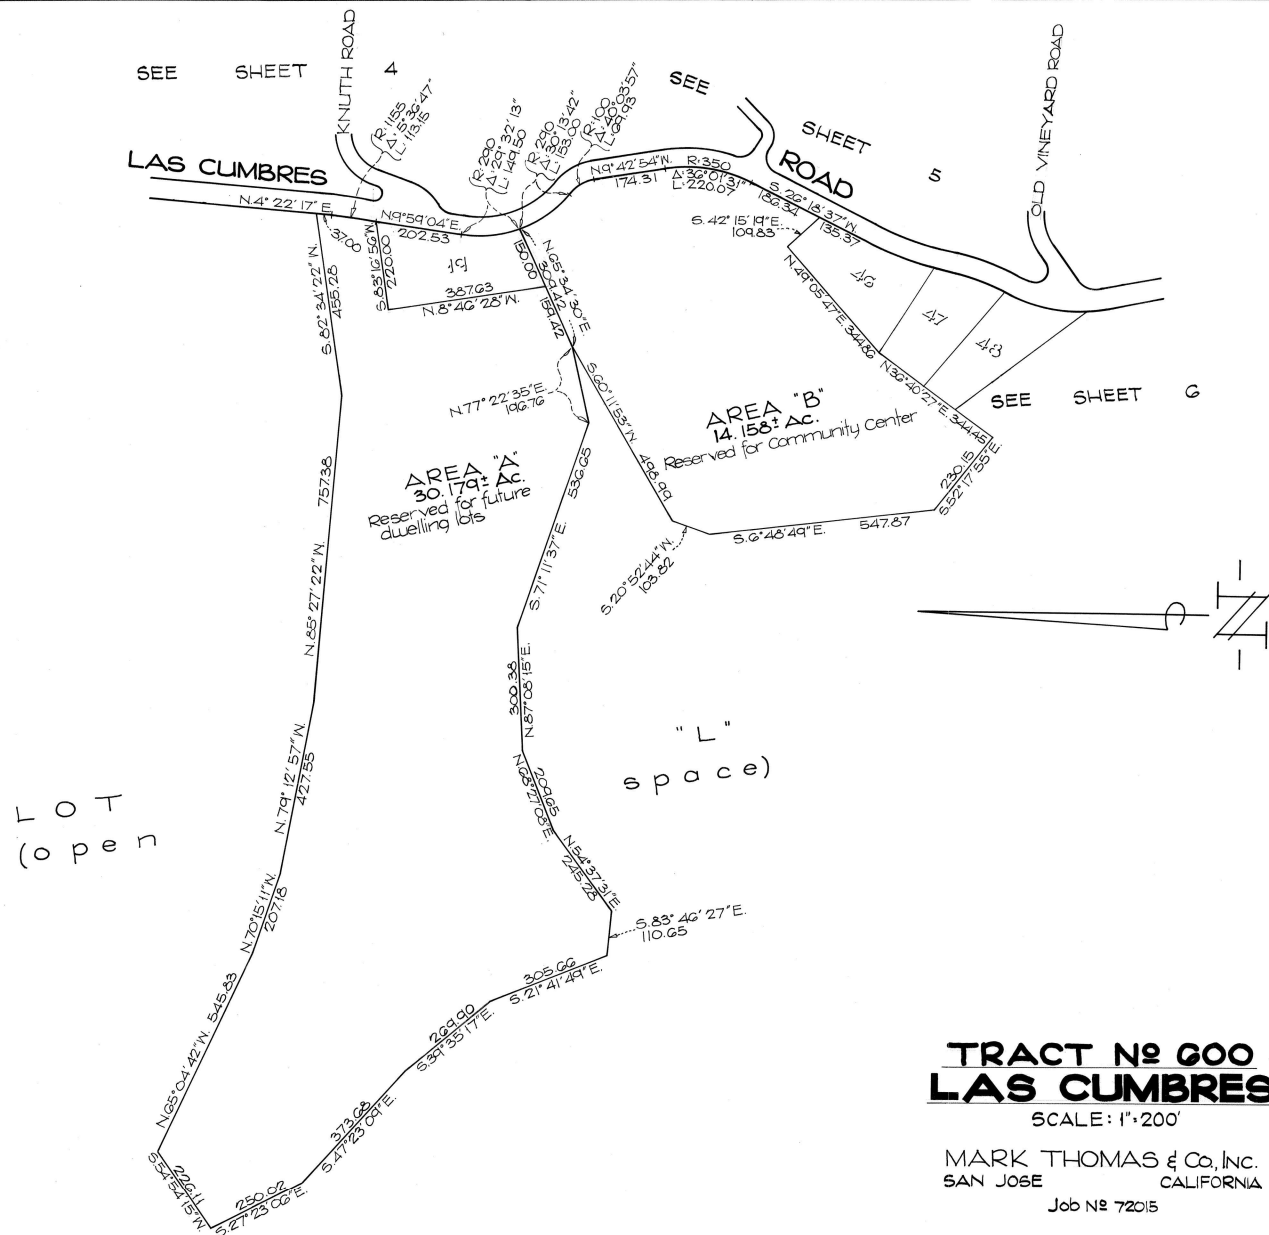 SEE SHEET 4
KNUTH ROAD
R:1155
Δ:5°36'47"
L:113.15
R:290
Δ:29°32'13"
L:149.50
R:290
Δ:30°13'42"
L:153.00
R:100
Δ:40°03'57"
L:69.93
SEE SHEET 5
OLD VINEYARD ROAD
LAS CUMBRES
ROAD
N.4°22'17"E.
37.00
N.9°59'04"E.
202.53
N.9°42'54"W.
174.31
R:350
Δ:36°01'31"
L:220.07
S.26°18'37"W.
186.34
135.37
S.42°15'19"E.
109.83
S.82°34'22"W.
455.28
S.83°16'56"W.
220.00
19
387.63
N.8°46'28"W.
150.00
N.65°34'30"E.
309.42
159.42
N.49°05'47"E. 344.86
46
47
48
N.36°40'27"E. 344.45
SEE SHEET 6
N.77°22'35"E.
196.76
S.60°11'53"W. 498.99
AREA "B"
14.158± AC.
Reserved for Community Center
230.15
S.52°17'55"E.
S.6°48'49"E. 547.87
S.20°52'44"W.
103.82
AREA "A"
30.179± AC.
Reserved for future
dwelling lots
N.85°27'22"W. 757.38
S.71°11'37"E. 536.65
300.38
N.87°08'15"E.
N
N.79°12'57"W.
427.55
209.65
N.68°27'08"E.
"L"
space)
LOT
(open
N.54°37'31"E.
245.28
N.70°15'11"W.
207.18
S.83°46'27"E.
110.65
305.66
S.21°41'49"E.
N.65°04'42"W. 545.83
269.90
S.39°35'17"E.
373.68
S.47°23'09"E.
226.11
S.54°54'15"W.
250.02
S.27°23'06"E.
TRACT Nº 600
LAS CUMBRES
SCALE: 1"=200'
MARK THOMAS & Co., INC.
SAN JOSE CALIFORNIA
Job Nº 72015